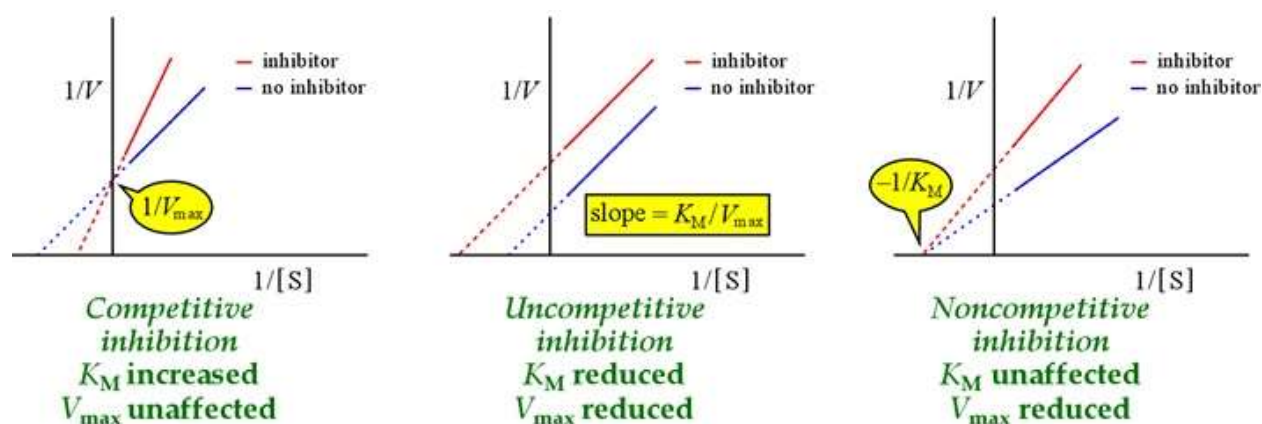 inhibitor
no inhibitor
1/V
1/Vmax
1/[S]
Competitive
inhibition
KM increased
Vmax unaffected
inhibitor
no inhibitor
1/V
slope = KM/Vmax
1/[S]
Uncompetitive
inhibition
KM reduced
Vmax reduced
inhibitor
no inhibitor
1/V
−1/KM
1/[S]
Noncompetitive
inhibition
KM unaffected
Vmax reduced